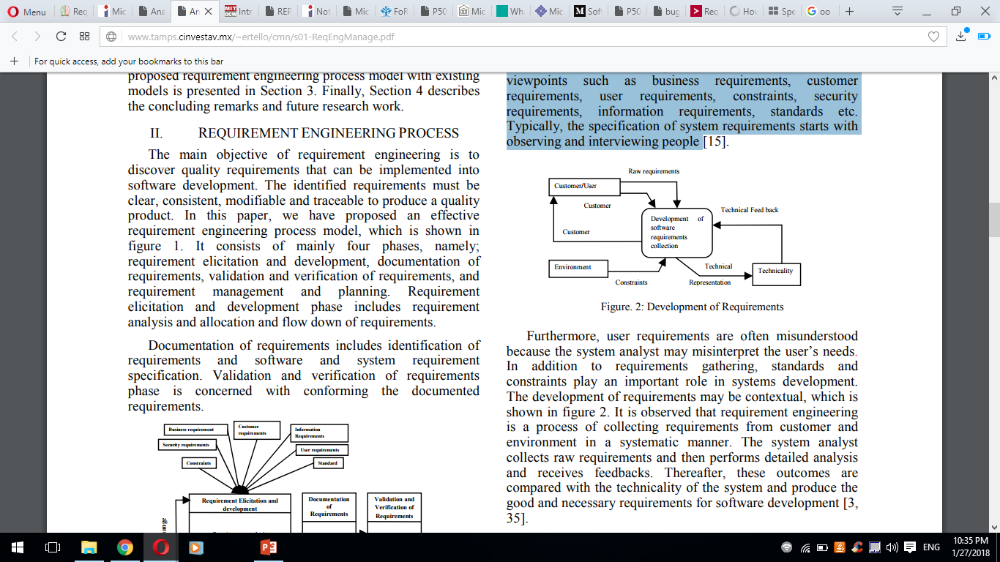 Menu
Req
Mic
Ana
An
MIT OCW
Intr
REP
Not
Mic
FoR
P50
Mic
Wh
Mic
Soft
P50
bug
Req
Hov
Spe
oo
www.tamps.cinvestav.mx/~ertello/cmn/s01-ReqEngManage.pdf
For quick access, add your bookmarks to this bar
proposed requirement engineering process model with existing
models is presented in Section 3. Finally, Section 4 describes
the concluding remarks and future research work.
II. REQUIREMENT ENGINEERING PROCESS
The main objective of requirement engineering is to
discover quality requirements that can be implemented into
software development. The identified requirements must be
clear, consistent, modifiable and traceable to produce a quality
product. In this paper, we have proposed an effective
requirement engineering process model, which is shown in
figure 1. It consists of mainly four phases, namely;
requirement elicitation and development, documentation of
requirements, validation and verification of requirements, and
requirement management and planning. Requirement
elicitation and development phase includes requirement
analysis and allocation and flow down of requirements.
Documentation of requirements includes identification of
requirements and software and system requirement
specification. Validation and verification of requirements
phase is concerned with conforming the documented
requirements.
Business requirement
Customer
requirements
Information
Requirements
Security requirements
User requirements
Constraints
Standard
Requirement Elicitation and
development
Documentation
of
Requirements
Validation and
Verification of
Requirements
viewpoints such as business requirements, customer
requirements, user requirements, constraints, security
requirements, information requirements, standards etc.
Typically, the specification of system requirements starts with
observing and interviewing people [15].
Raw requirements
Customer/User
Customer
Technical Feed back
Development of
software
requirements
collection
Customer
Environment
Technical
Technicality
Constraints
Representation
Figure. 2: Development of Requirements
Furthermore, user requirements are often misunderstood
because the system analyst may misinterpret the user's needs.
In addition to requirements gathering, standards and
constraints play an important role in systems development.
The development of requirements may be contextual, which is
shown in figure 2. It is observed that requirement engineering
is a process of collecting requirements from customer and
environment in a systematic manner. The system analyst
collects raw requirements and then performs detailed analysis
and receives feedbacks. Thereafter, these outcomes are
compared with the technicality of the system and produce the
good and necessary requirements for software development [3,
35].
ENG
10:35 PM
1/27/2018